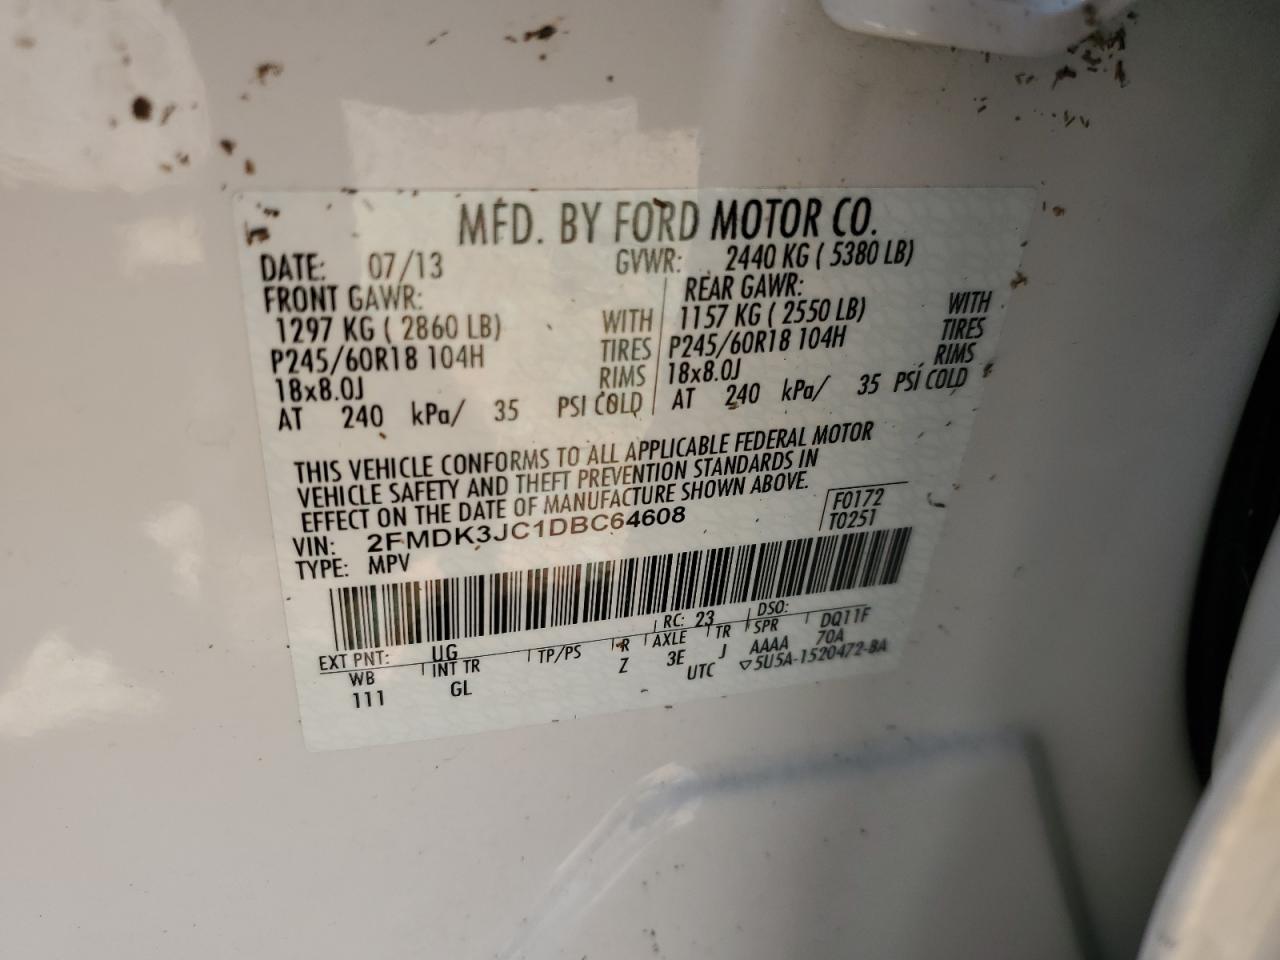 MFD. BY FORD MOTOR CO.
DATE: 07/13 GVWR: 2440 KG ( 5380 LB)
FRONT GAWR: REAR GAWR:
1297 KG ( 2860 LB) WITH 1157 KG ( 2550 LB) WITH
P245/60R18 104H TIRES P245/60R18 104H TIRES
18x8.0J RIMS 18x8.0J RIMS
AT 240 kPa/ 35 PSI COLD AT 240 kPa/ 35 PSI COLD
THIS VEHICLE CONFORMS TO ALL APPLICABLE FEDERAL MOTOR
VEHICLE SAFETY AND THEFT PREVENTION STANDARDS IN
EFFECT ON THE DATE OF MANUFACTURE SHOWN ABOVE.
F0172
VIN: 2FMDK3JC1DBC64608 T0251
TYPE: MPV
RC: 23 DSO:
EXT PNT: UG
WB INT TR TP/PS R AXLE TR SPR DQ11F
111 GL Z 3E J AAAA 70A
UTC ▽5U5A-1520472-BA